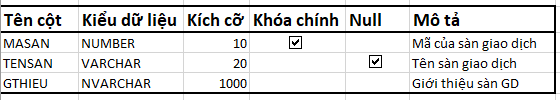 Tên cột Kiểu dữ liệu Kích cỡ Khóa chính Null Mô tả
MASAN NUMBER 10 Mã của sàn giao dịch
TENSAN VARCHAR 20 Tên sàn giao dịch
GTHIEU NVARCHAR 1000 Giới thiệu sàn GD